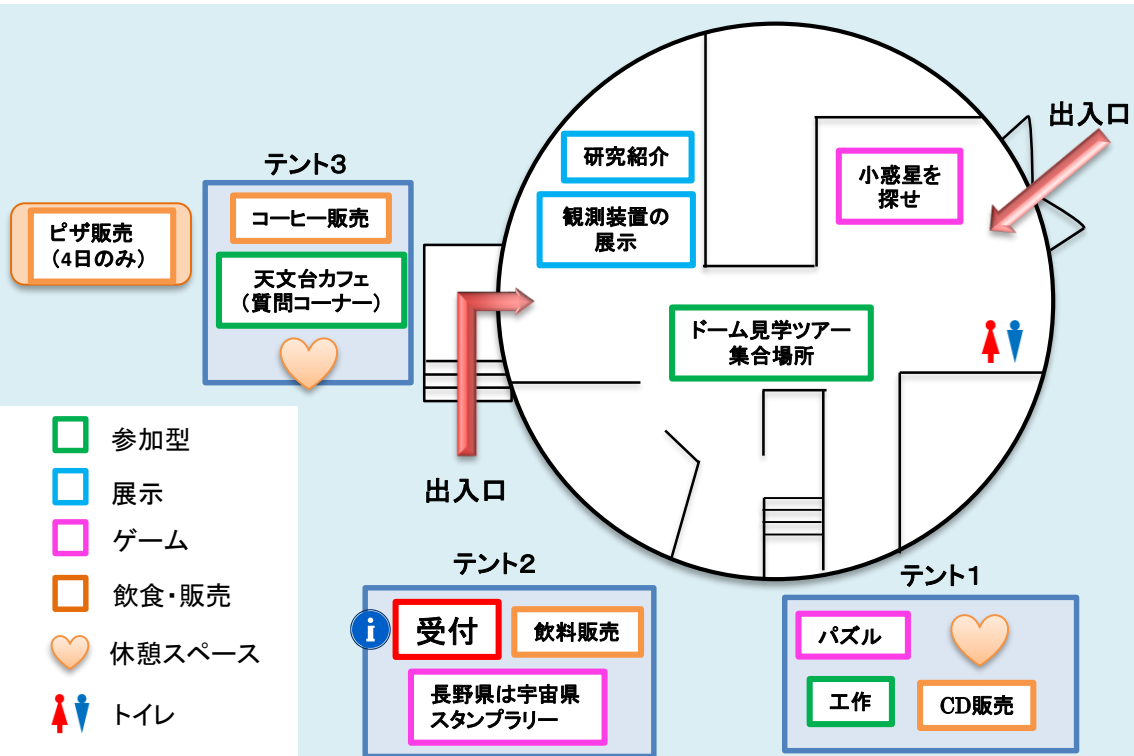 出入口
研究紹介
小惑星を
探せ
テント3
観測装置の
展示
コーヒー販売
ピザ販売
(4日のみ)
天文台カフェ
(質問コーナー)
ドーム見学ツアー
集合場所
出入口
参加型
展示
ゲーム
飲食・販売
休憩スペース
トイレ
テント2
i
受付
飲料販売
長野県は宇宙県
スタンプラリー
テント1
パズル
工作
CD販売